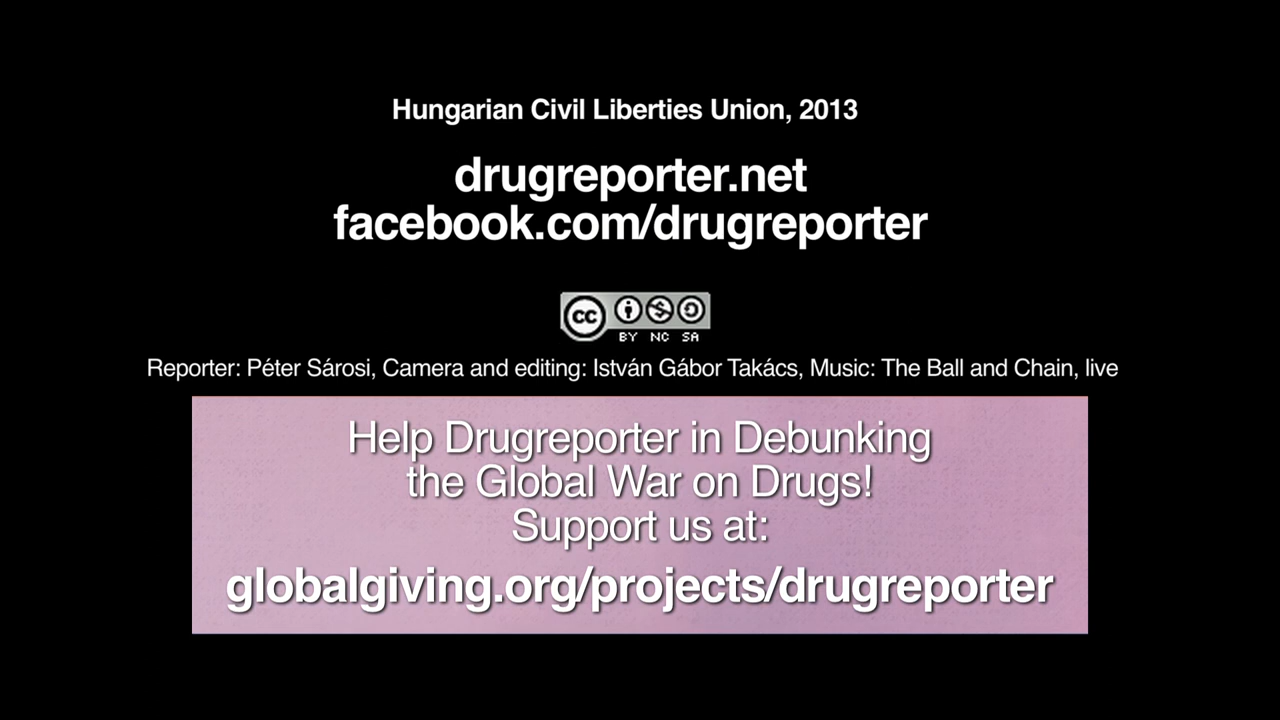 Hungarian Civil Liberties Union, 2013
drugreporter.net
facebook.com/drugreporter
cc
BY NC SA
Reporter: Péter Sárosi, Camera and editing: István Gábor Takács, Music: The Ball and Chain, live
Help Drugreporter in Debunking
the Global War on Drugs!
Support us at:
globalgiving.org/projects/drugreporter